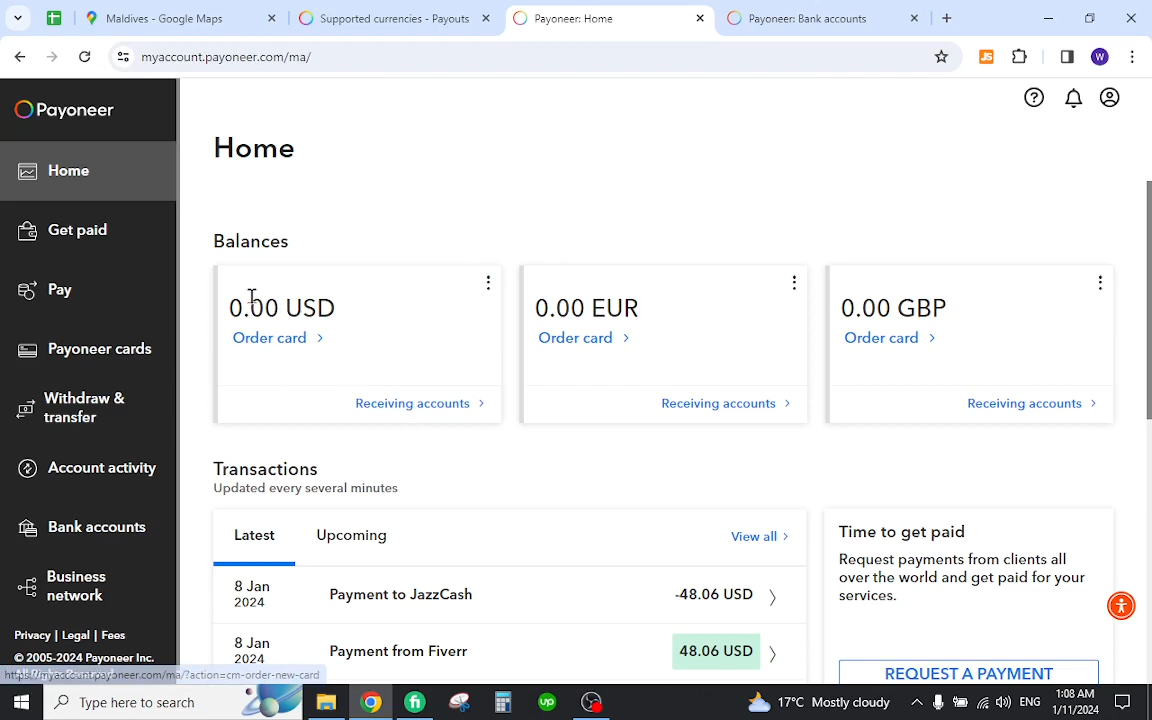 Maldives - Google Maps
Supported currencies - Payouts
Payoneer: Home
Payoneer: Bank accounts
myaccount.payoneer.com/ma/
JS
W
Payoneer
Home
Get paid
Pay
Payoneer cards
Withdraw &
transfer
Account activity
Bank accounts
Business
network
Privacy | Legal | Fees
© 2005-2024 Payoneer Inc.
Home
Balances
0.00 USD
Order card
Receiving accounts
0.00 EUR
Order card
Receiving accounts
0.00 GBP
Order card
Receiving accounts
Transactions
Updated every several minutes
Latest
Upcoming
View all
8 Jan
2024
Payment to JazzCash
-48.06 USD
8 Jan
2024
Payment from Fiverr
48.06 USD
Time to get paid
Request payments from clients all
over the world and get paid for your
services.
REQUEST A PAYMENT
https://myaccount.payoneer.com/ma/?action=cm-order-new-card
Type here to search
fi
up
17°C Mostly cloudy
ENG
1:08 AM
1/11/2024